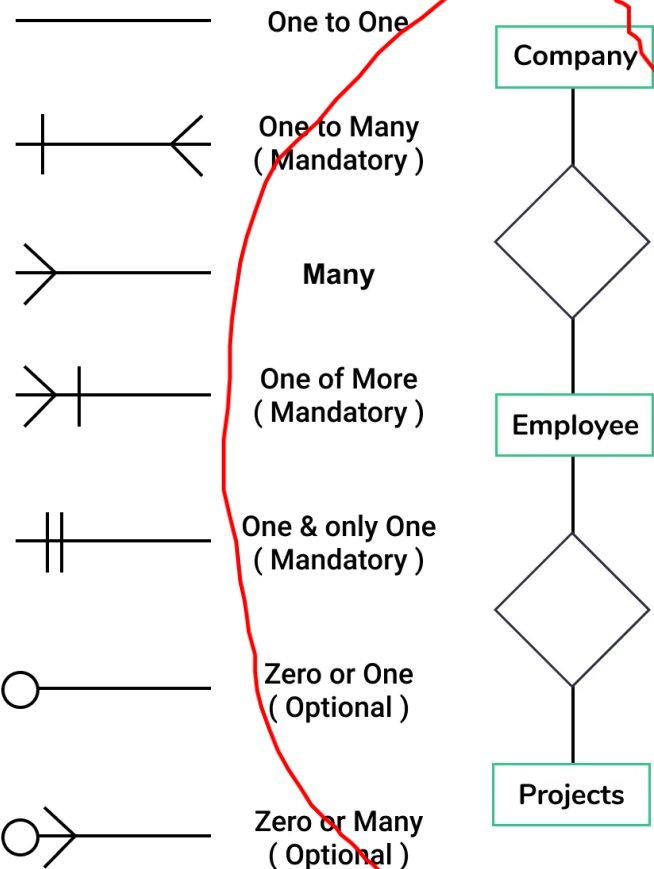 One to One
One to Many
( Mandatory )
Many
One of More
( Mandatory )
One & only One
( Mandatory )
Zero or One
( Optional )
Zero or Many
( Optional )
Company
Employee
Projects